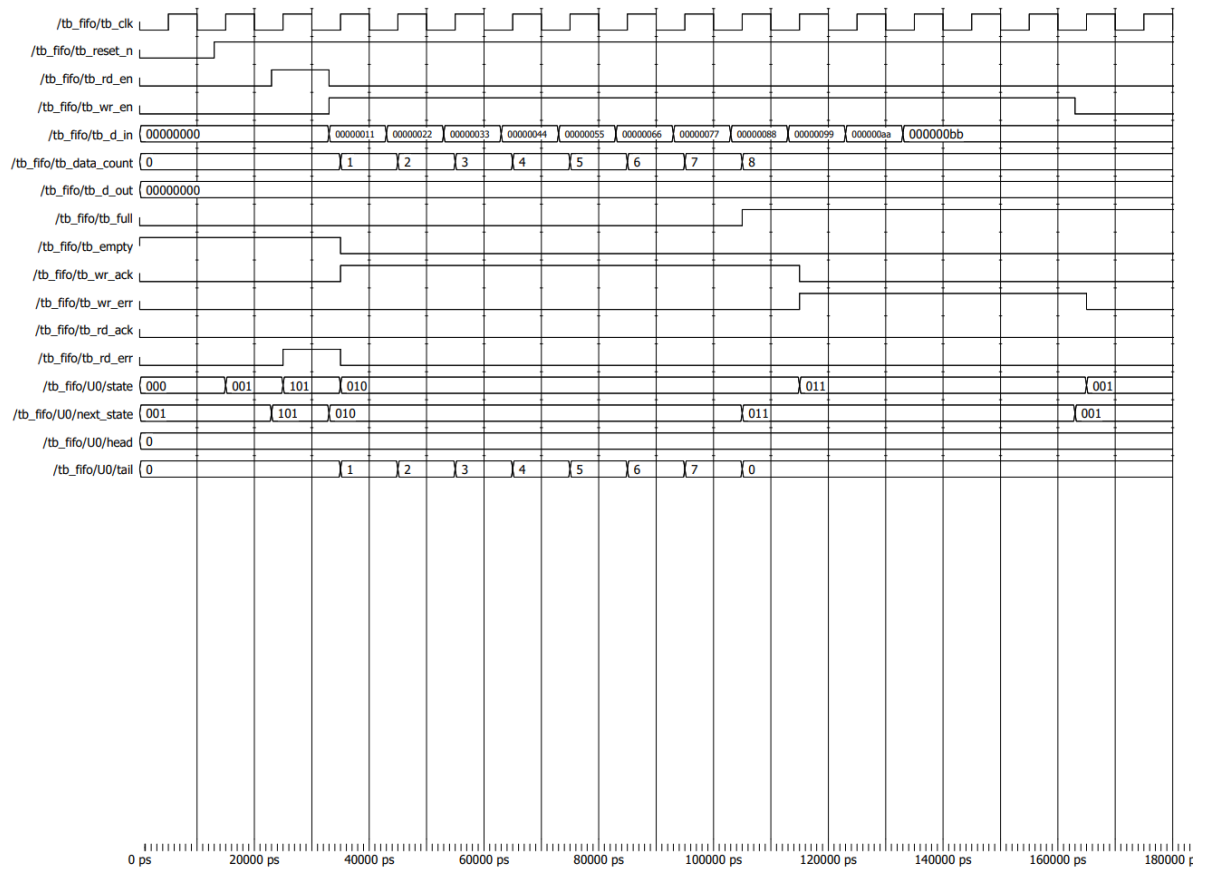 /tb_fifo/tb_clk
/tb_fifo/tb_reset_n
/tb_fifo/tb_rd_en
/tb_fifo/tb_wr_en
/tb_fifo/tb_d_in 00000000 00000011 00000022 00000033 00000044 00000055 00000066 00000077 00000088 00000099 000000aa 000000bb
/tb_fifo/tb_data_count 0 1 2 3 4 5 6 7 8
/tb_fifo/tb_d_out 00000000
/tb_fifo/tb_full
/tb_fifo/tb_empty
/tb_fifo/tb_wr_ack
/tb_fifo/tb_wr_err
/tb_fifo/tb_rd_ack
/tb_fifo/tb_rd_err
/tb_fifo/U0/state 000 001 101 010 011 001
/tb_fifo/U0/next_state 001 101 010 011 001
/tb_fifo/U0/head 0
/tb_fifo/U0/tail 0 1 2 3 4 5 6 7 0
0 ps 20000 ps 40000 ps 60000 ps 80000 ps 100000 ps 120000 ps 140000 ps 160000 ps 180000 p